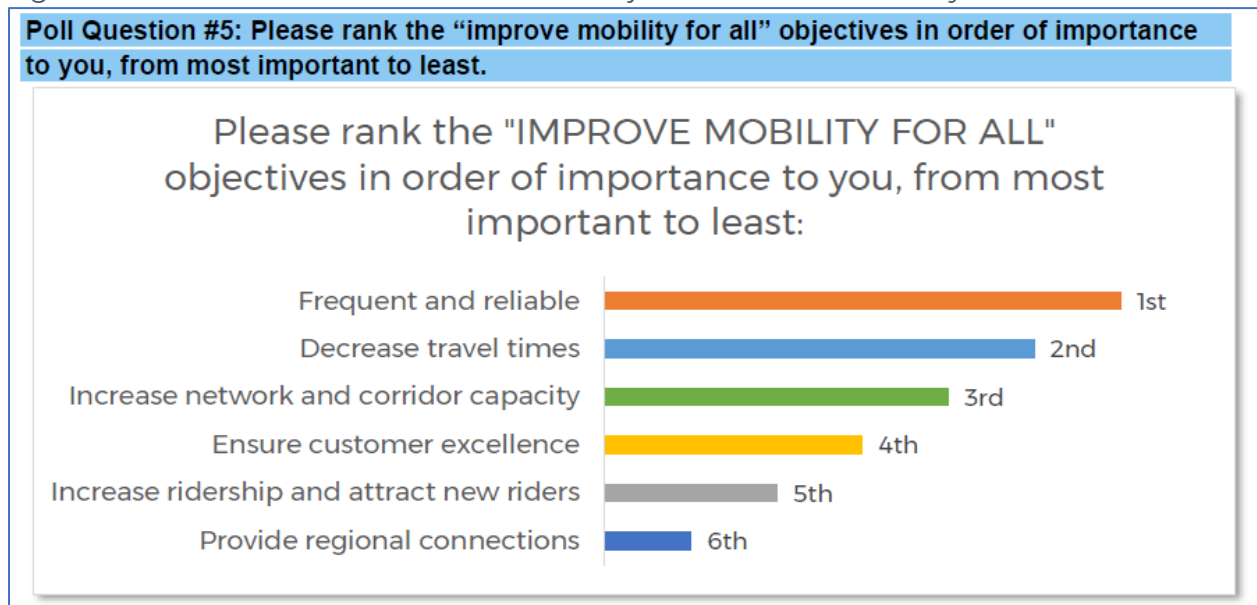 Poll Question #5: Please rank the “improve mobility for all” objectives in order of importance
to you, from most important to least.
Please rank the "IMPROVE MOBILITY FOR ALL"
objectives in order of importance to you, from most
important to least:
Frequent and reliable 1st
Decrease travel times 2nd
Increase network and corridor capacity 3rd
Ensure customer excellence 4th
Increase ridership and attract new riders 5th
Provide regional connections 6th